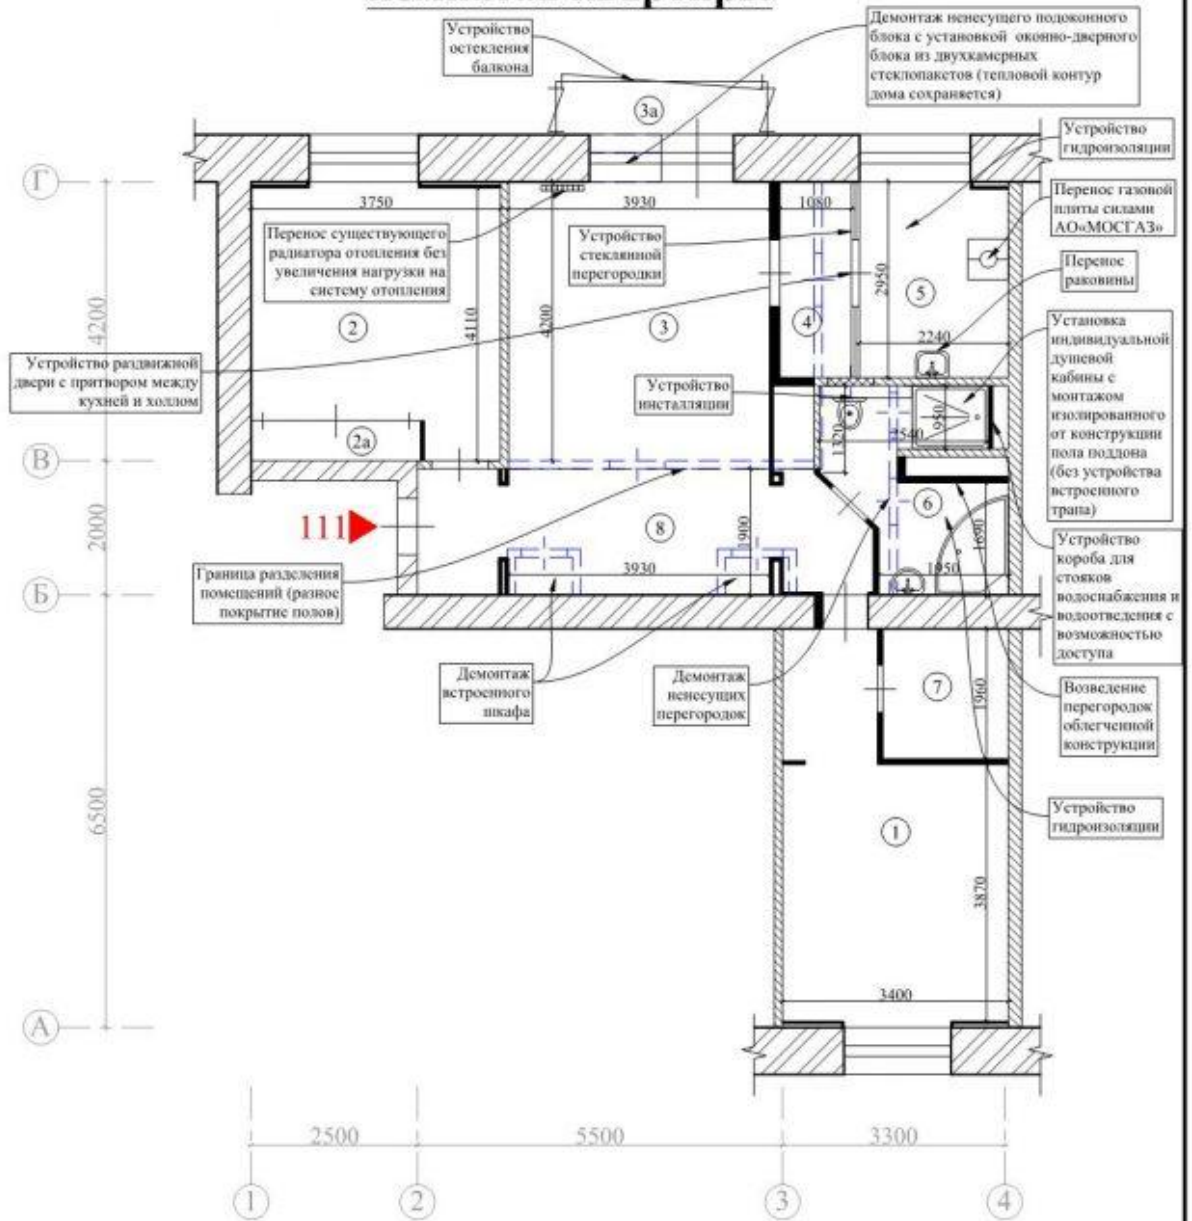 Устройство
остекления
балкона
Демонтаж ненесущего подоконного
блока с установкой оконно-дверного
блока из двухкамерных
стеклопакетов (тепловой контур
дома сохраняется)
3а
Устройство
гидроизоляции
Г
3750
3930
1080
Перенос газовой
плиты силами
АО«МОСГАЗ»
Перенос существующего
радиатора отопления без
увеличения нагрузки на
систему отопления
Устройство
стеклянной
перегородки
Перенос
раковины
4200
2
4110
4200
3
4
2950
5
2240
Установка
индивидуальной
душевой
кабины с
монтажом
изолированного
от конструкции
пола поддона
(без устройства
встроенного
трапа)
Устройство раздвижной
двери с притвором между
кухней и холлом
Устройство
инсталляции
2а
1320
2540
950
В
2000
111
8
1900
6
1690
Устройство
короба для
стояков
водоснабжения и
водоотведения с
возможностью
доступа
Граница разделения
помещений (разное
покрытие полов)
3930
1950
Б
Демонтаж
встроенного
шкафа
Демонтаж
ненесущих
перегородок
7
1960
Возведение
перегородок
облегченной
конструкции
6500
1
Устройство
гидроизоляции
3870
3400
А
2500
5500
3300
1
2
3
4